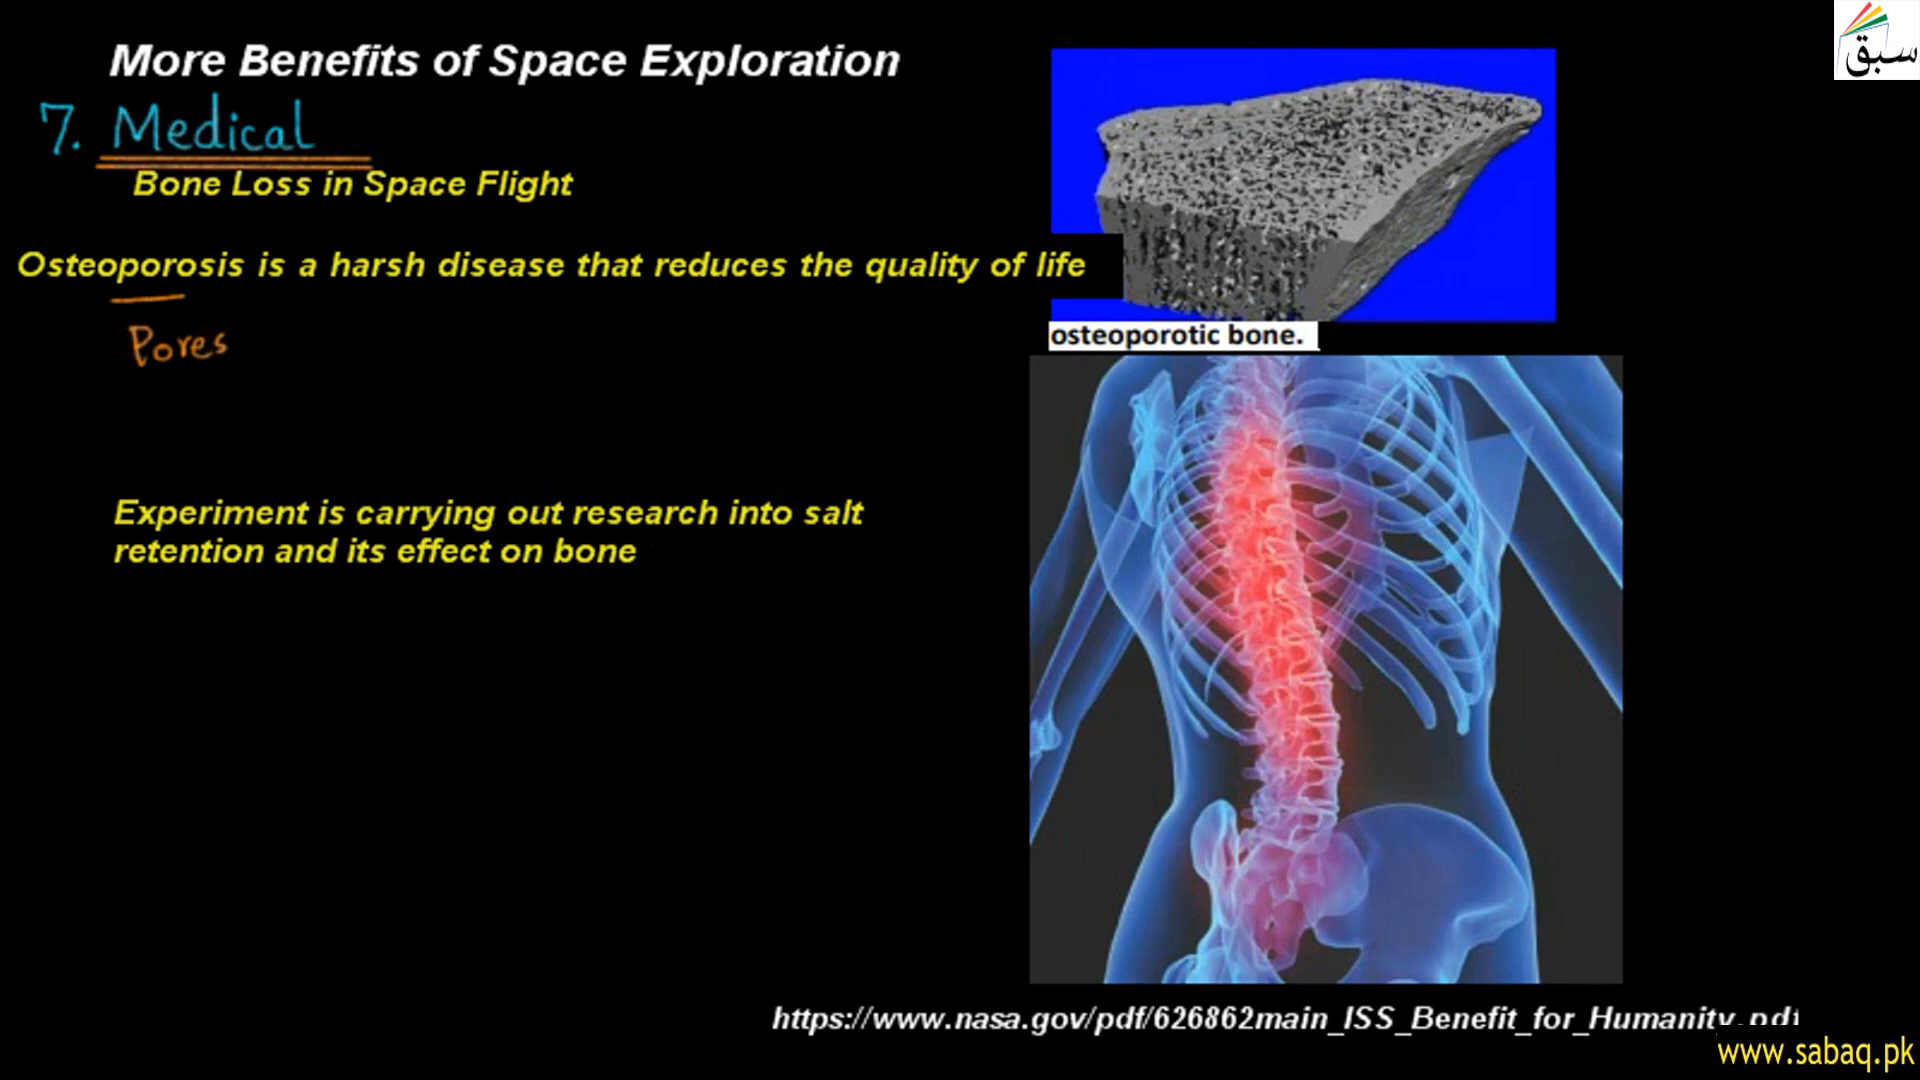 More Benefits of Space Exploration
سبق
7. Medical
Bone Loss in Space Flight
Osteoporosis is a harsh disease that reduces the quality of life
Pores
osteoporotic bone.
Experiment is carrying out research into salt
retention and its effect on bone
https://www.nasa.gov/pdf/626862main_ISS_Benefit_for_Humanity.pdf
www.sabaq.pk